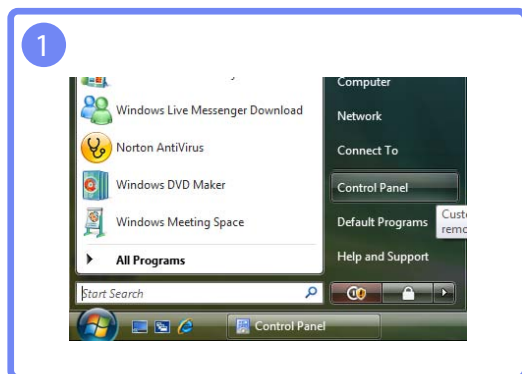 1
Computer
Windows Live Messenger Download
Network
Norton AntiVirus
Connect To
Windows DVD Maker
Control Panel
Windows Meeting Space
Default Programs
All Programs
Help and Support
Start Search
Control Panel